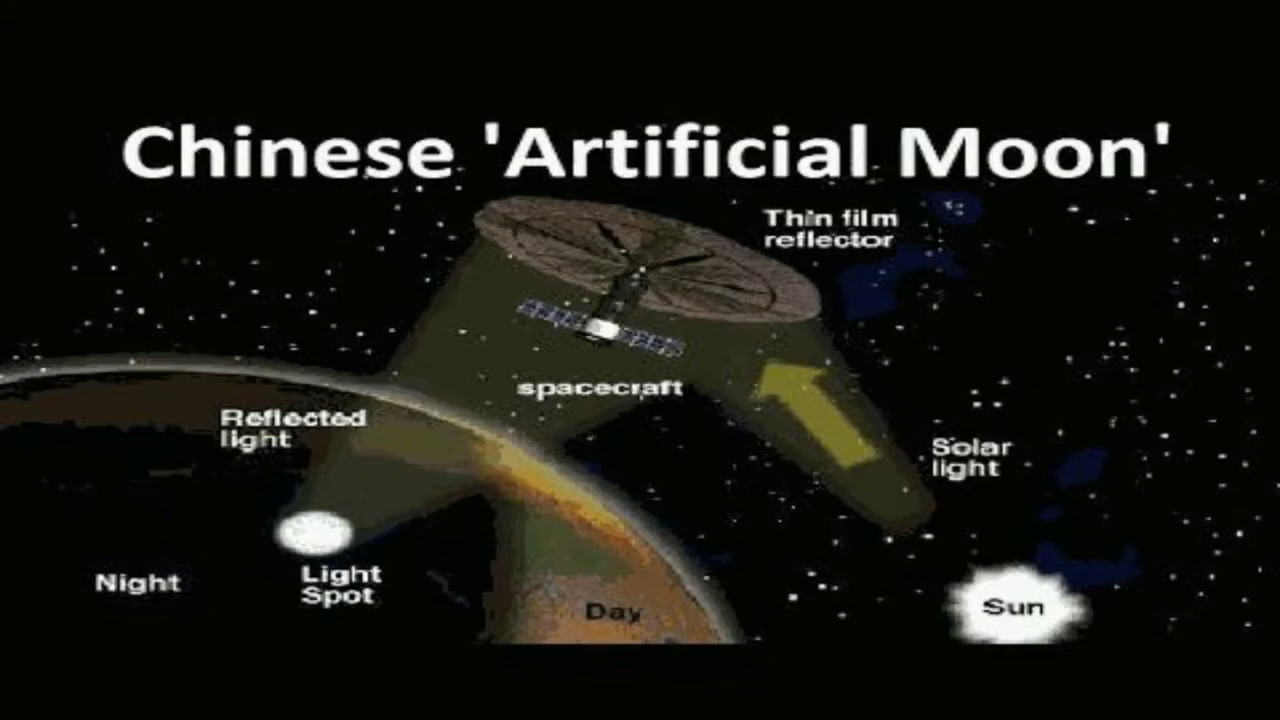 Chinese 'Artificial Moon'
Thin film
reflector
spacecraft
Reflected
light
Solar
light
Light
Spot
Night
Day
Sun